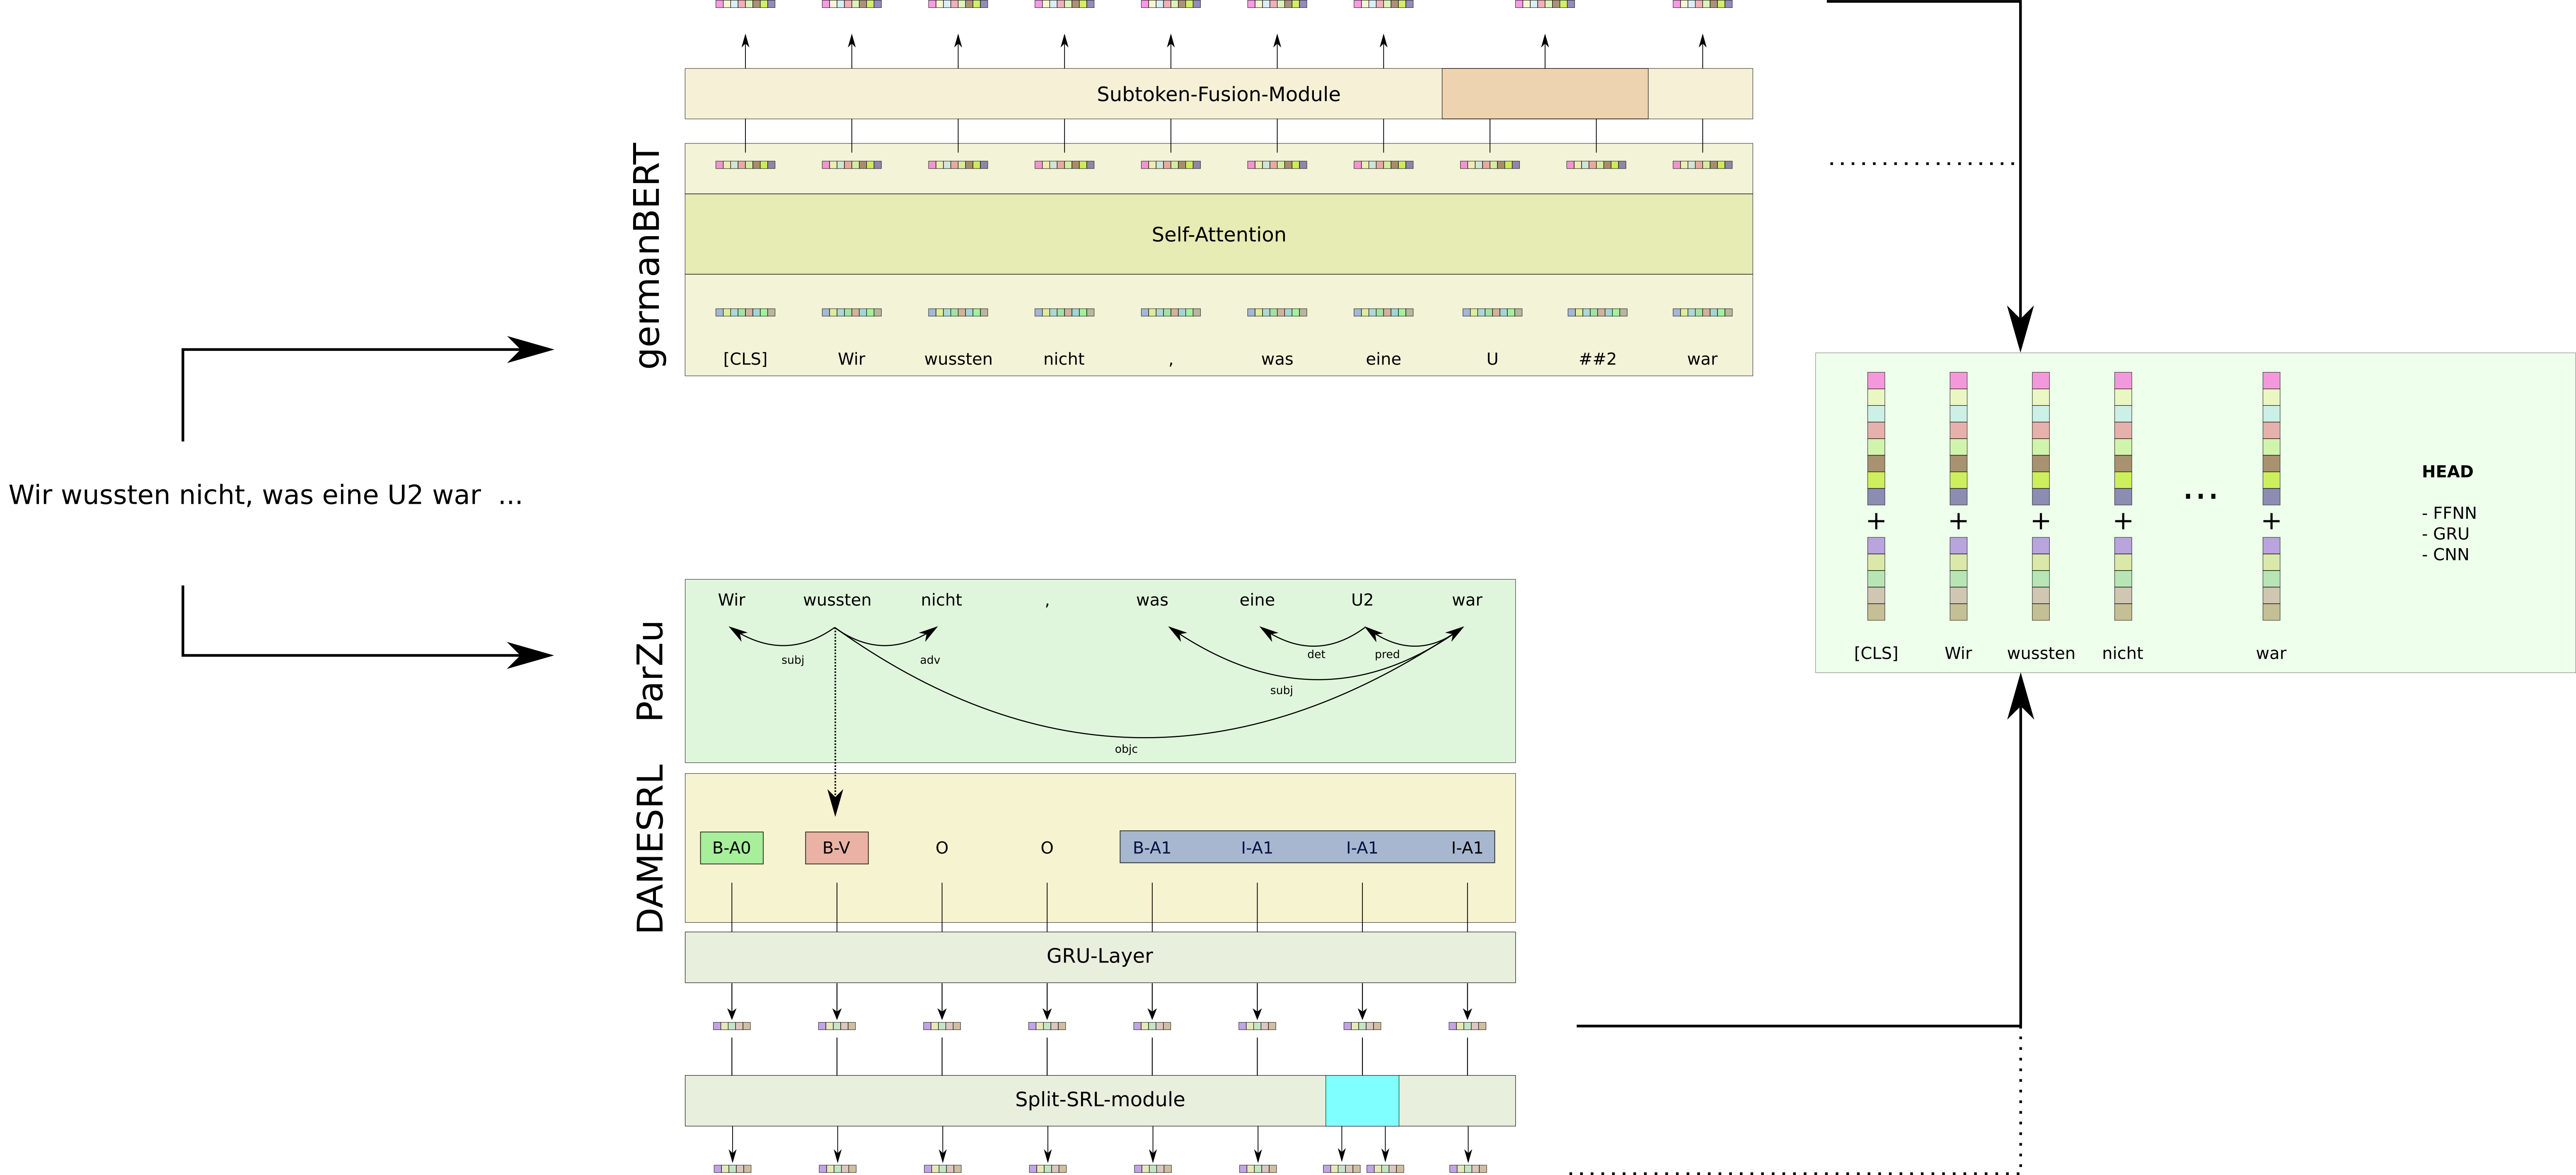 Subtoken-Fusion-Module
germanBERT
Self-Attention
[CLS] Wir wussten nicht , was eine U ##2 war
Wir wussten nicht, was eine U2 war ...
ParZu
Wir wussten nicht , was eine U2 war
subj adv det pred
subj
objc
DAMESRL
B-A0 B-V O O B-A1 I-A1 I-A1 I-A1
GRU-Layer
Split-SRL-module
+ + + + ... +
[CLS] Wir wussten nicht war
HEAD
- FFNN
- GRU
- CNN